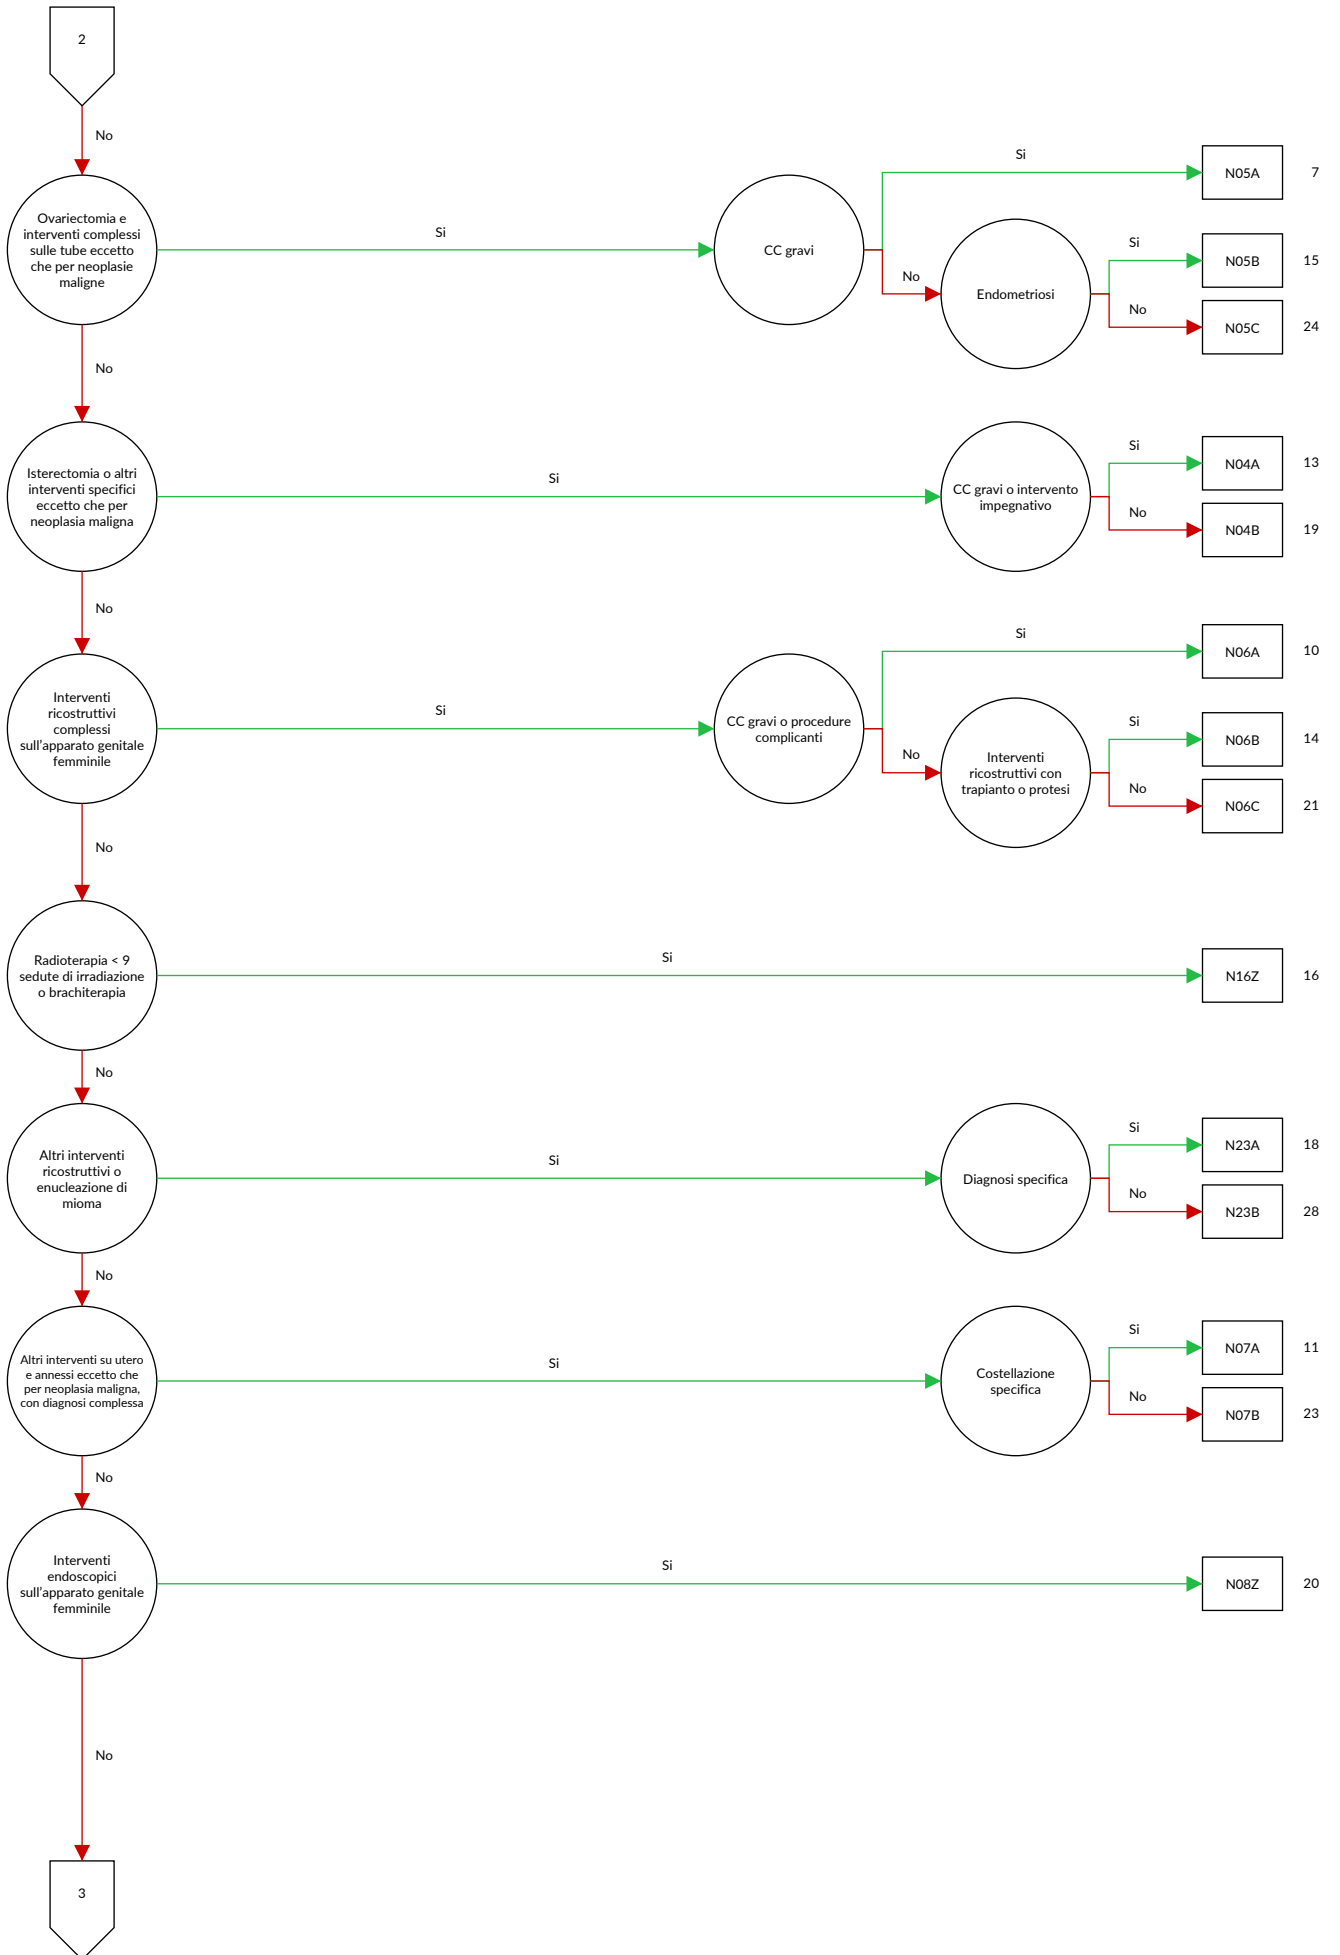 2
No
Ovariectomia e
interventi complessi
sulle tube eccetto
che per neoplasie
maligne
Si
CC gravi
Si
N05A
7
No
Endometriosi
Si
N05B
15
No
N05C
24
No
Isterectomia o altri
interventi specifici
eccetto che per
neoplasia maligna
Si
CC gravi o intervento
impegnativo
Si
N04A
13
No
N04B
19
No
Interventi
ricostruttivi
complessi
sull'apparato genitale
femminile
Si
CC gravi o procedure
complicanti
Si
N06A
10
No
Interventi
ricostruttivi con
trapianto o protesi
Si
N06B
14
No
N06C
21
No
Radioterapia < 9
sedute di irradiazione
o brachiterapia
Si
N16Z
16
No
Altri interventi
ricostruttivi o
enucleazione di
mioma
Si
Diagnosi specifica
Si
N23A
18
No
N23B
28
No
Altri interventi su utero
e annessi eccetto che
per neoplasia maligna,
con diagnosi complessa
Si
Costellazione
specifica
Si
N07A
11
No
N07B
23
No
Interventi
endoscopici
sull'apparato genitale
femminile
Si
N08Z
20
No
3